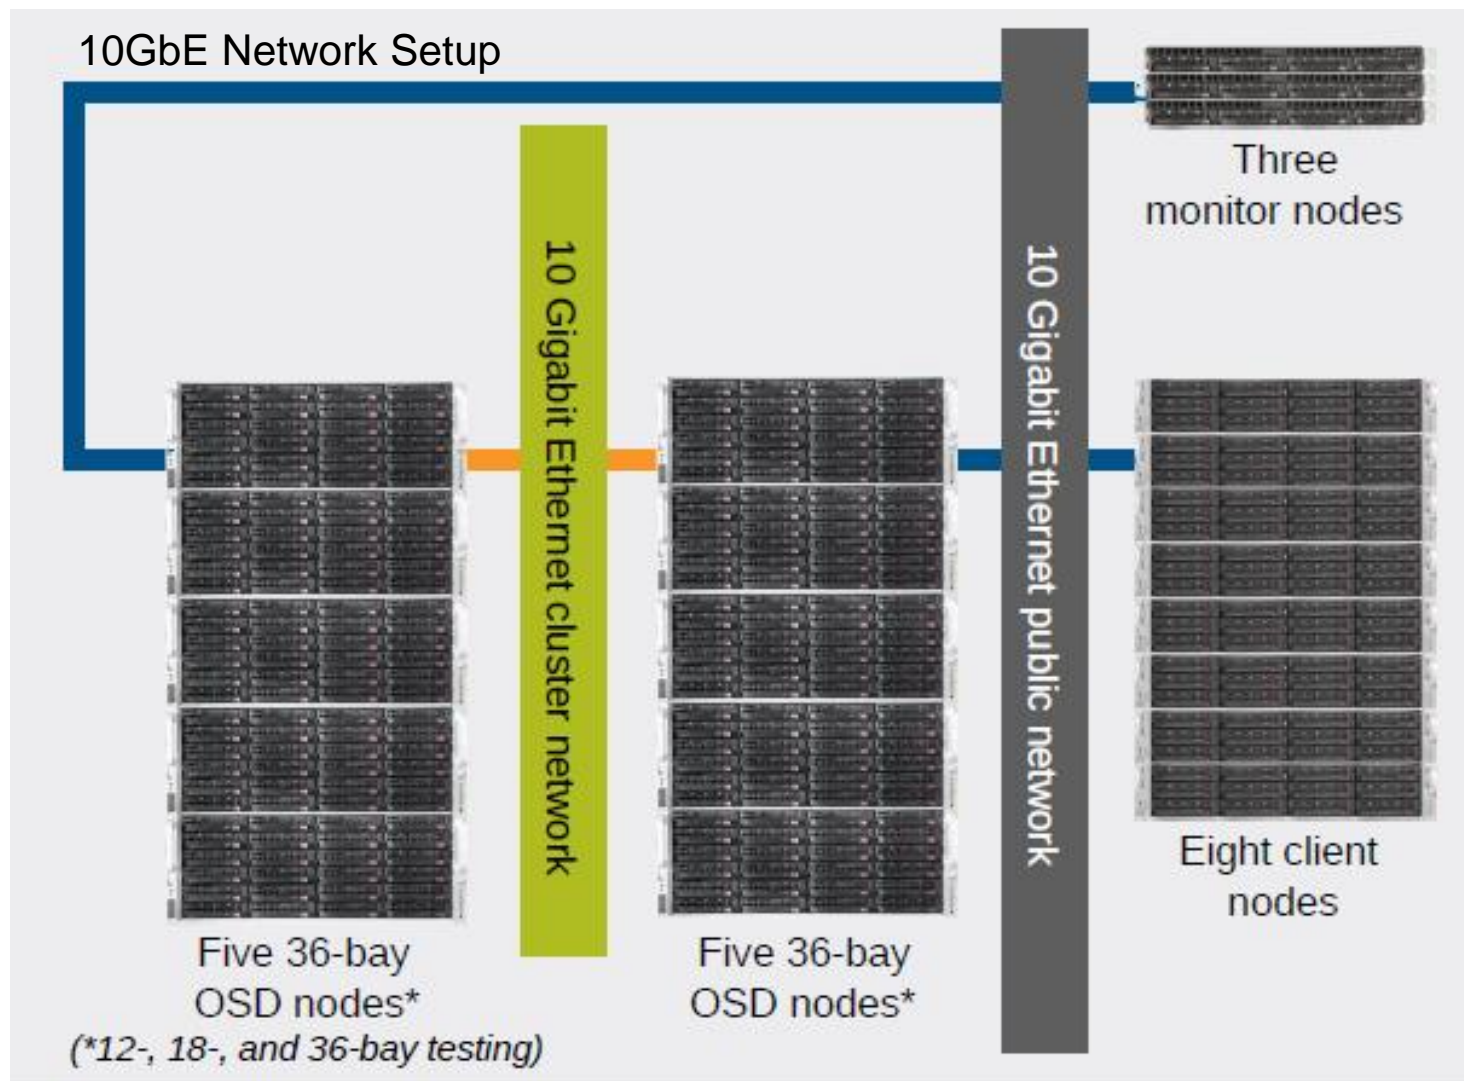 10GbE Network Setup
Three
monitor nodes
10 Gigabit Ethernet cluster network
10 Gigabit Ethernet public network
Five 36-bay
OSD nodes*
(*12-, 18-, and 36-bay testing)
Five 36-bay
OSD nodes*
Eight client
nodes